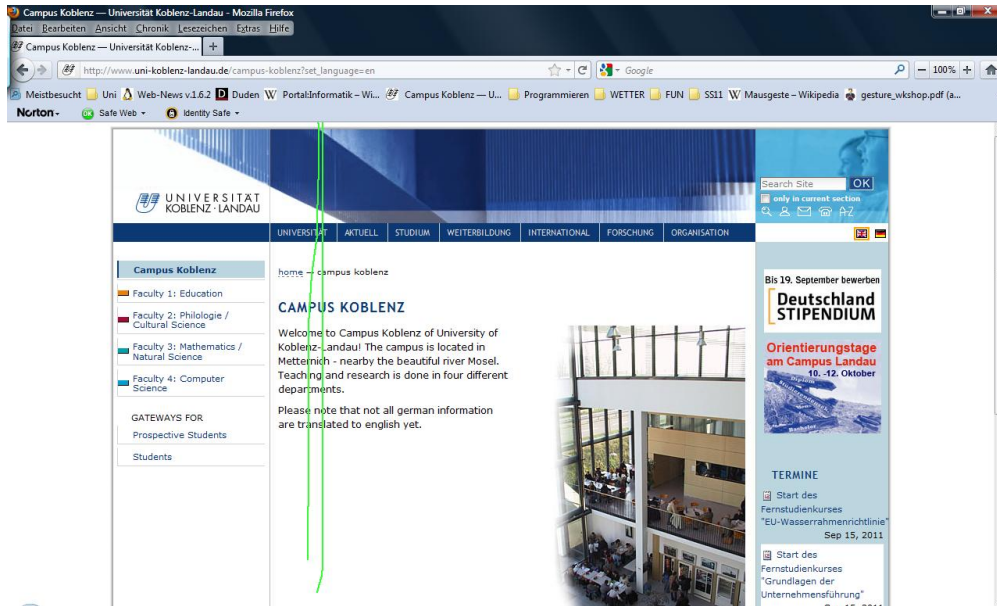 Campus Koblenz — Universität Koblenz-Landau - Mozilla Firefox
Datei Bearbeiten Ansicht Chronik Lesezeichen Extras Hilfe
Campus Koblenz — Universität Koblenz-... +
http://www.uni-koblenz-landau.de/campus-koblenz?set_language=en
Google
100%
Meistbesucht Uni Web-News v.1.6.2 Duden Portal:Informatik – Wi... Campus Koblenz — U... Programmieren WETTER FUN SS11 Mausgeste – Wikipedia gesture_wkshop.pdf (a...
Norton Safe Web Identity Safe
UNIVERSITÄT
KOBLENZ · LANDAU
Search Site OK
only in current section
A-Z
UNIVERSITÄT AKTUELL STUDIUM WEITERBILDUNG INTERNATIONAL FORSCHUNG ORGANISATION
Campus Koblenz
Faculty 1: Education
Faculty 2: Philologie /
Cultural Science
Faculty 3: Mathematics /
Natural Science
Faculty 4: Computer
Science
GATEWAYS FOR
Prospective Students
Students
home — campus koblenz
CAMPUS KOBLENZ
Welcome to Campus Koblenz of University of
Koblenz-Landau! The campus is located in
Metternich - nearby the beautiful river Mosel.
Teaching and research is done in four different
departments.
Please note that not all german information
are translated to english yet.
Bis 19. September bewerben
Deutschland
STIPENDIUM
Orientierungstage
am Campus Landau
10. -12. Oktober
TERMINE
Start des
Fernstudienkurses
"EU-Wasserrahmenrichtlinie"
Sep 15, 2011
Start des
Fernstudienkurses
"Grundlagen der
Unternehmensführung"
Sep 15, 2011